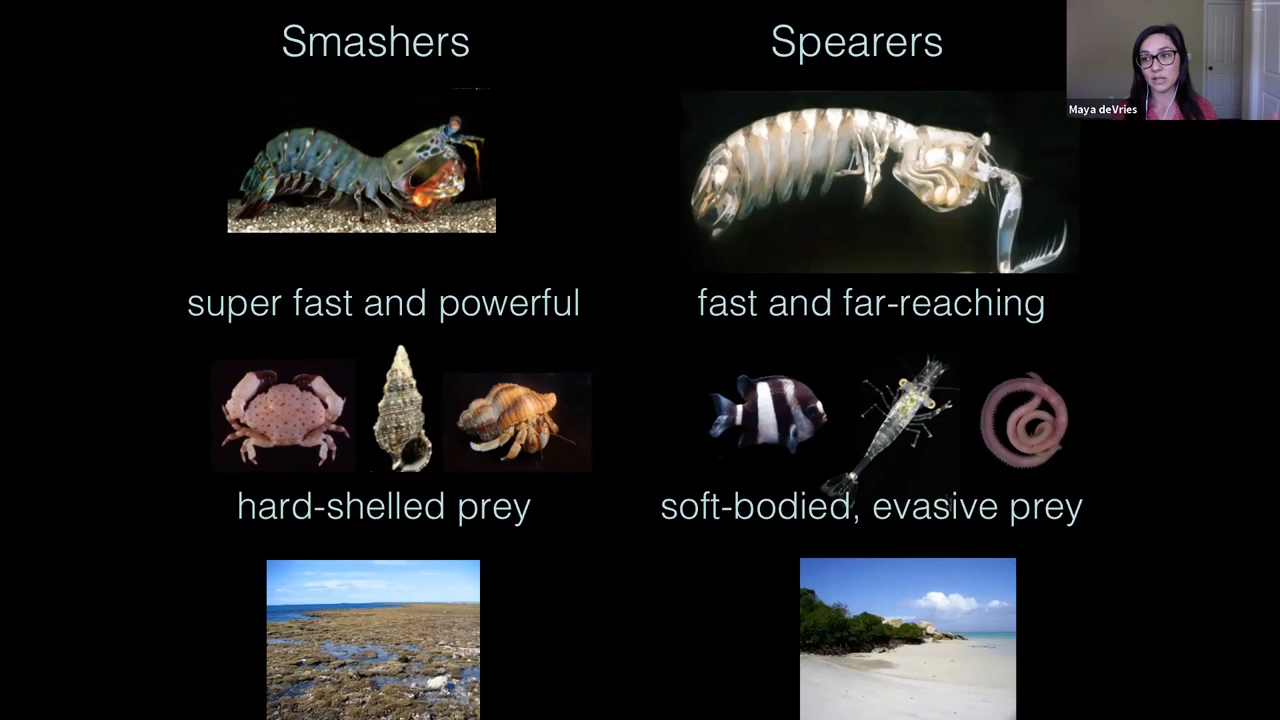 Smashers
Spearers
Maya deVries
super fast and powerful
fast and far-reaching
hard-shelled prey
soft-bodied, evasive prey